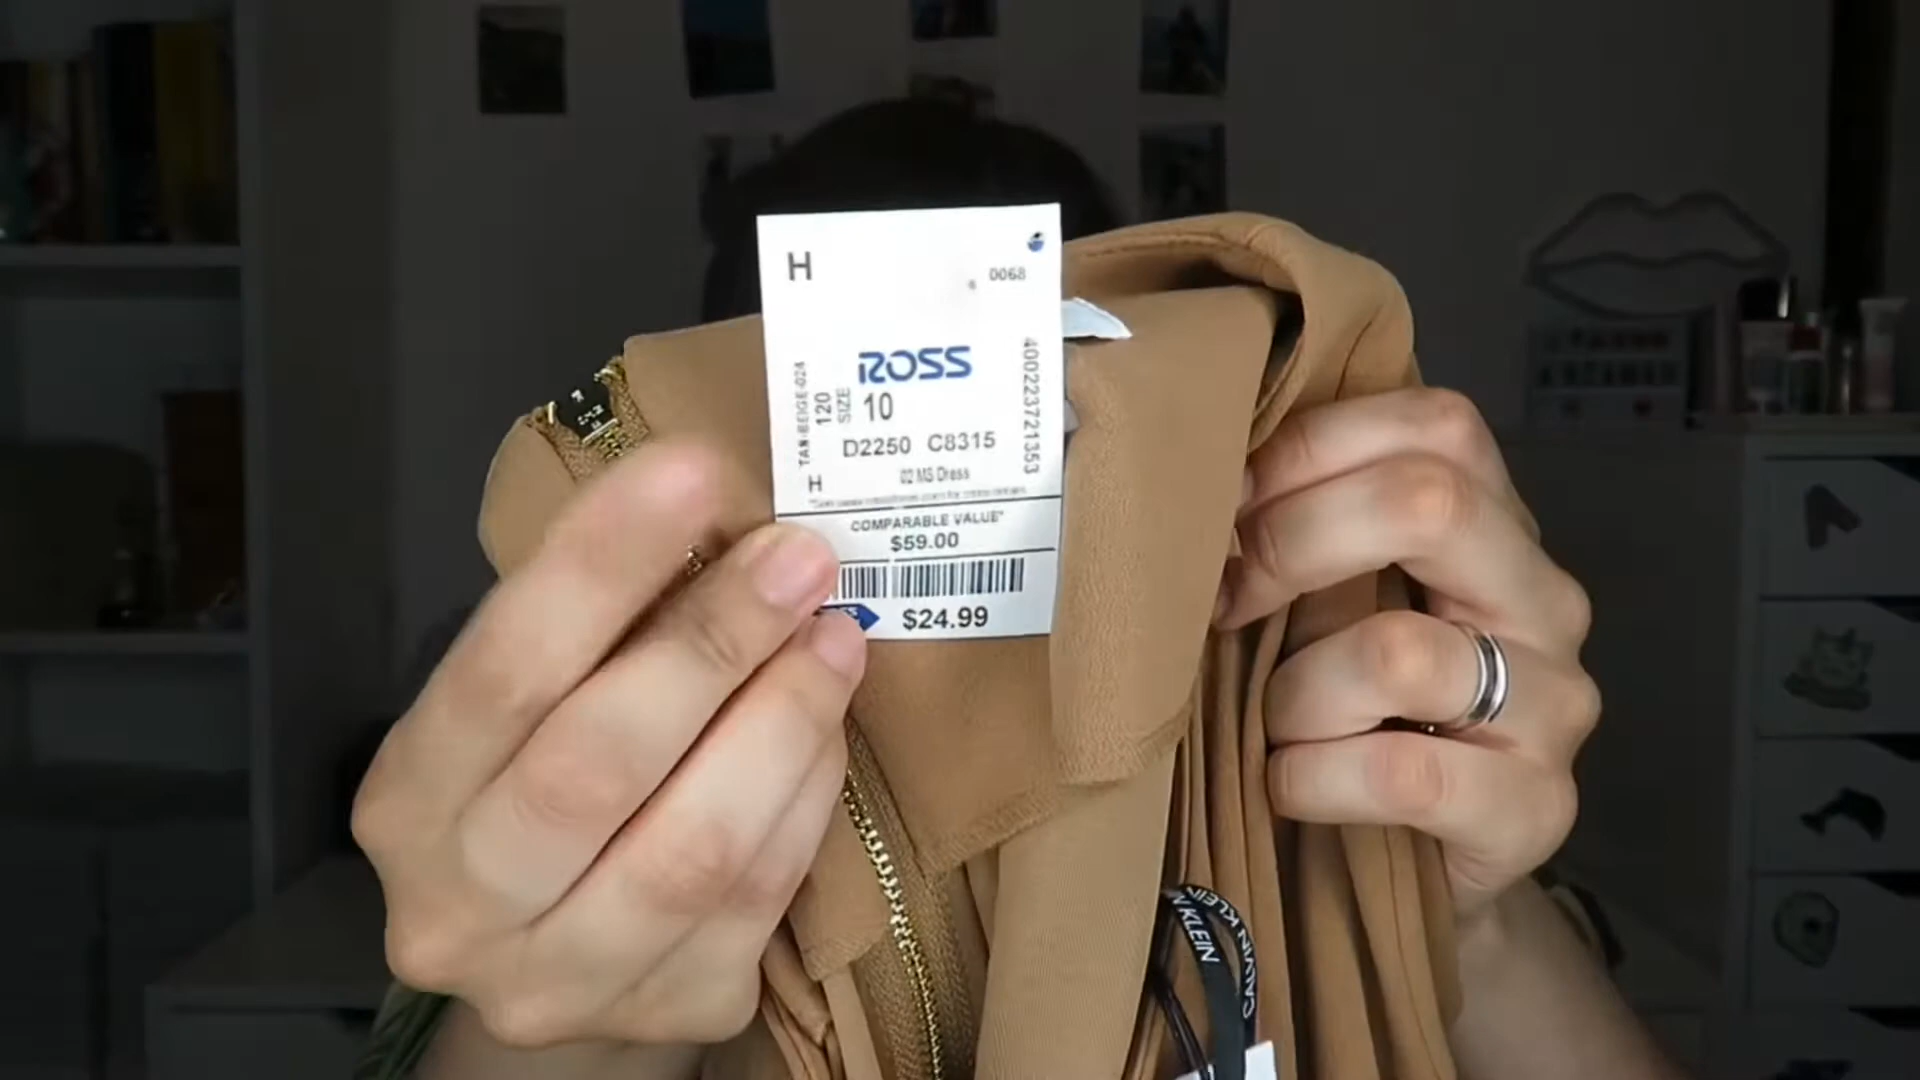 H
0068
ROSS
TAN-BEIGE-024
120
SIZE
10
400223721353
D2250 C8315
H
02 MS Dress
COMPARABLE VALUE*
$59.00
$24.99
N KLEIN
CALVIN KLEIN